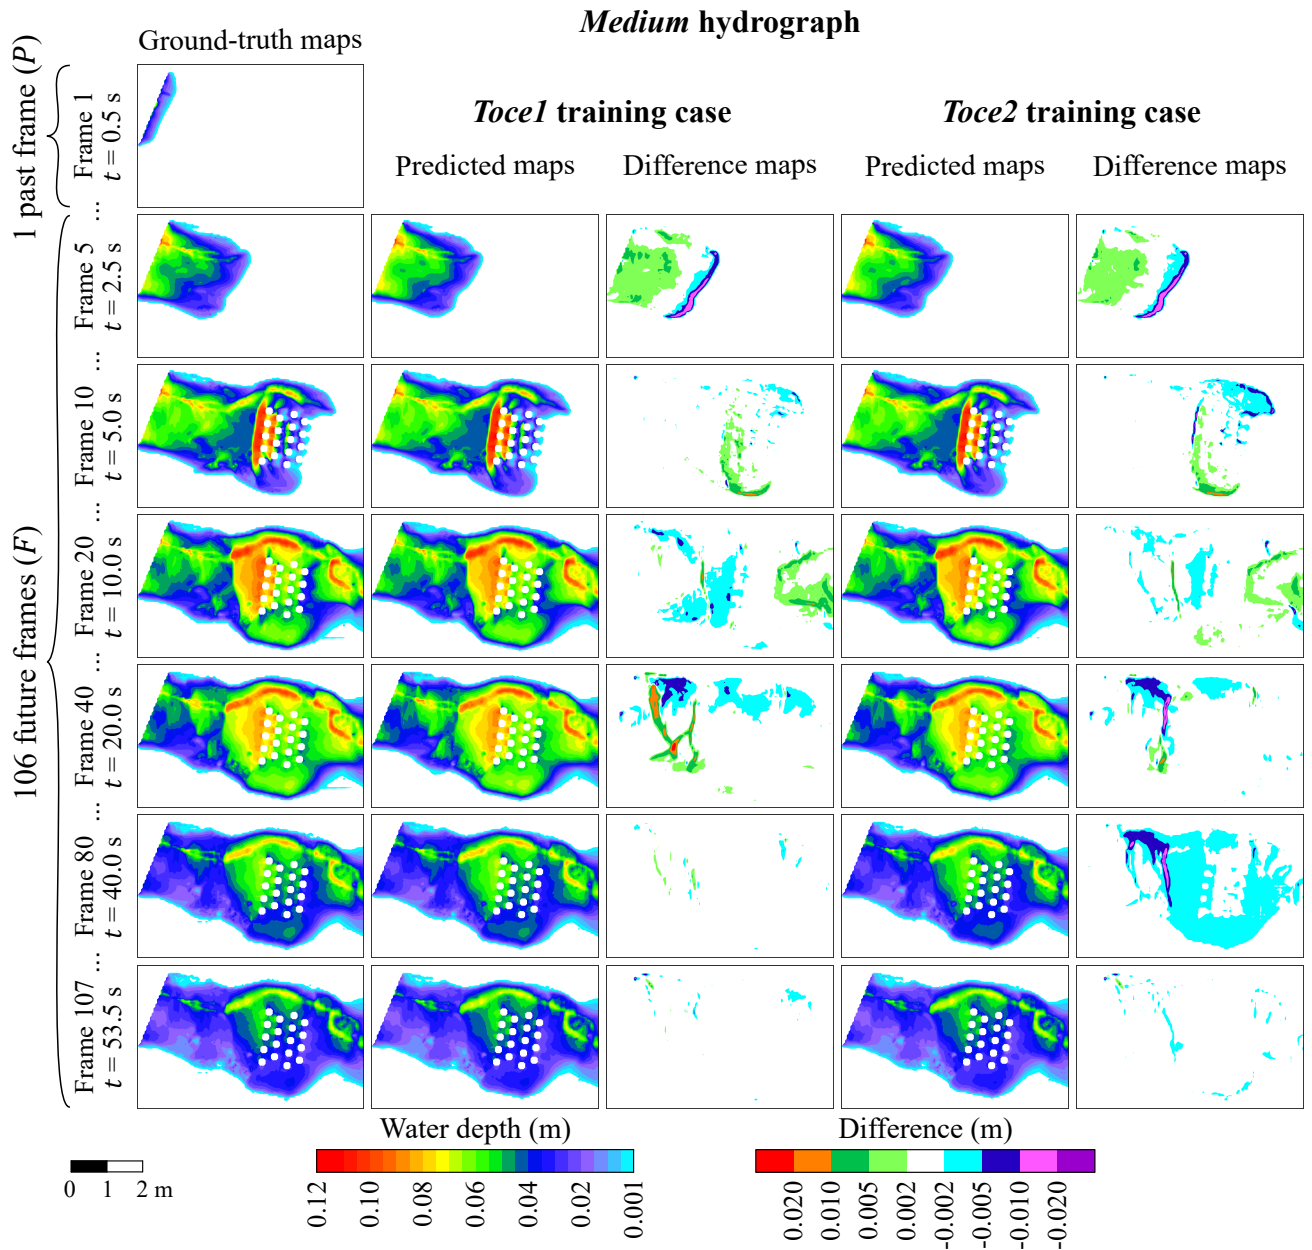 Medium hydrograph
Ground-truth maps
Toce1 training case
Toce2 training case
Predicted maps
Difference maps
Predicted maps
Difference maps
1 past frame (P)
Frame 1
t = 0.5 s
...
106 future frames (F)
Frame 5
t = 2.5 s
...
Frame 10
t = 5.0 s
...
Frame 20
t = 10.0 s
...
Frame 40
t = 20.0 s
...
Frame 80
t = 40.0 s
...
Frame 107
t = 53.5 s
Water depth (m)
0.12 0.10 0.08 0.06 0.04 0.02 0.001
Difference (m)
0.020 0.010 0.005 0.002 -0.002 -0.005 -0.010 -0.020
0 1 2 m